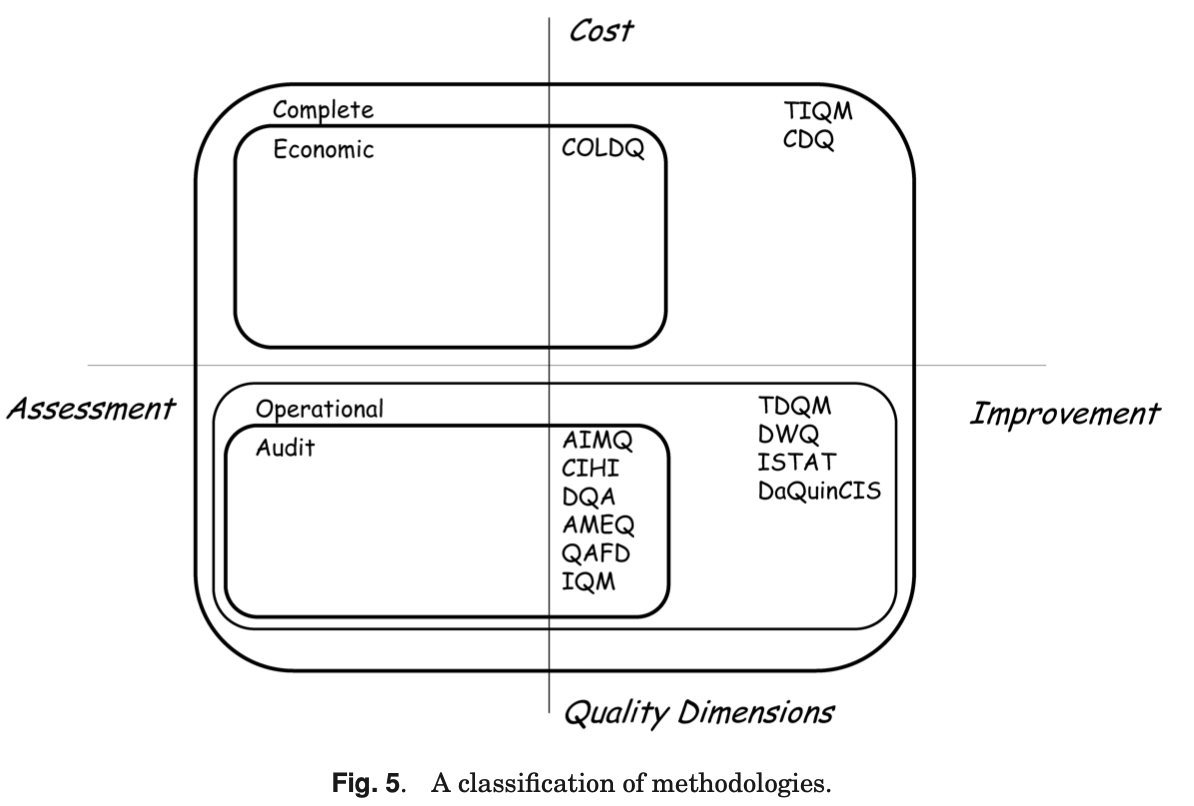 Cost
Complete
TIQM
CDQ
Economic
COLDQ
Assessment
Improvement
Operational
TDQM
DWQ
ISTAT
DaQuinCIS
Audit
AIMQ
CIHI
DQA
AMEQ
QAFD
IQM
Quality Dimensions
Fig. 5. A classification of methodologies.